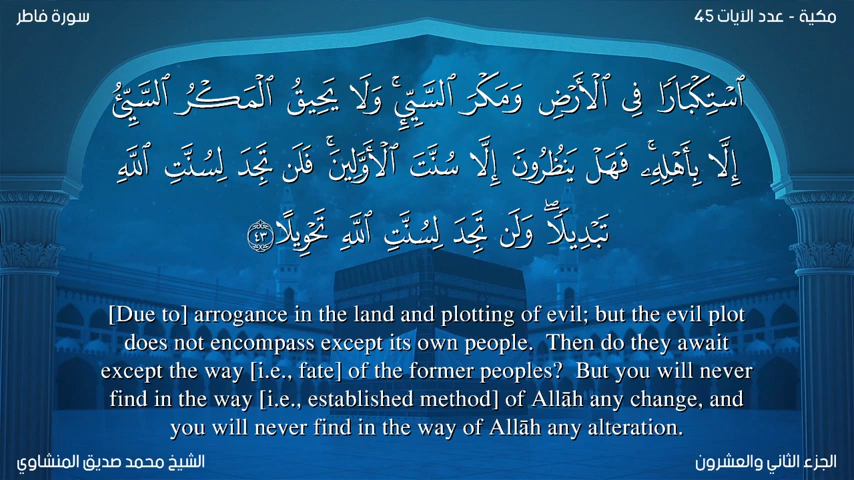 مكية - عدد الآيات 45
سورة فاطر
ٱسۡتِكۡبَارٗا فِي ٱلۡأَرۡضِ وَمَكۡرَ ٱلسَّيِّيِٕۚ وَلَا يَحِيقُ ٱلۡمَكۡرُ ٱلسَّيِّئُ
إِلَّا بِأَهۡلِهِۦۚ فَهَلۡ يَنظُرُونَ إِلَّا سُنَّتَ ٱلۡأَوَّلِينَۚ فَلَن تَجِدَ لِسُنَّتِ ٱللَّهِ
تَبۡدِيلٗاۖ وَلَن تَجِدَ لِسُنَّتِ ٱللَّهِ تَحۡوِيلًا ٤٣
[Due to] arrogance in the land and plotting of evil; but the evil plot
does not encompass except its own people.  Then do they await
except the way [i.e., fate] of the former peoples?  But you will never
find in the way [i.e., established method] of Allāh any change, and
you will never find in the way of Allāh any alteration.
الجزء الثاني والعشرون
الشيخ محمد صديق المنشاوي